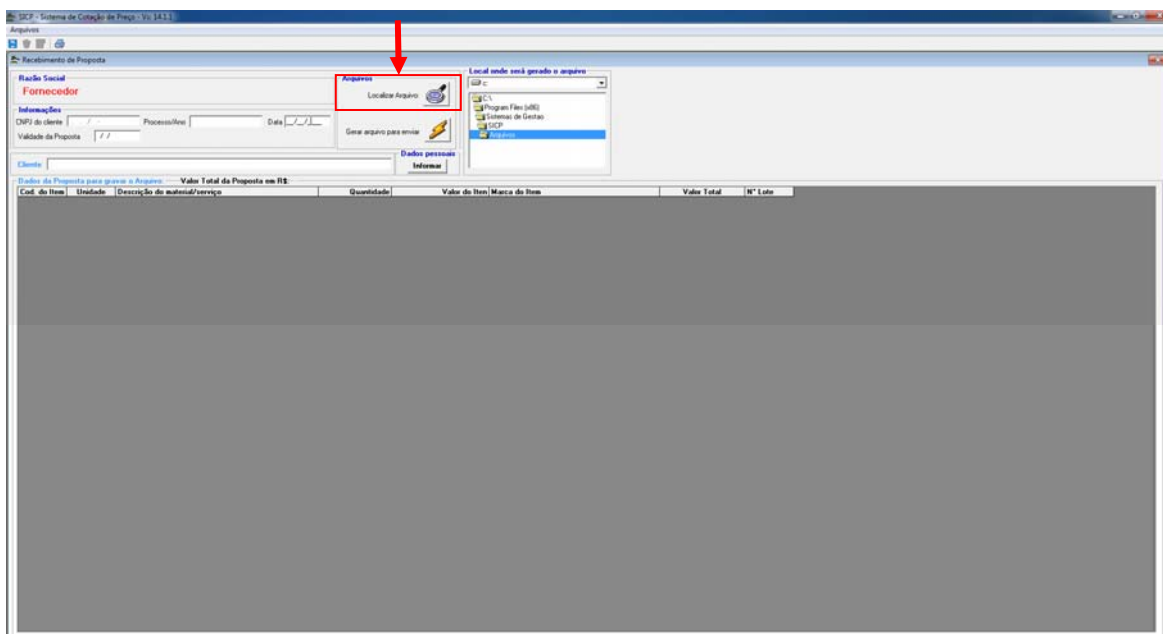 SICP - Sistema de Cotação de Preço - Vs: 14.1.1
Arquivos
Recebimento de Proposta
Razão Social
Fornecedor
Informações
CNPJ do cliente / -
Processo/Ano
Data __/__/__
Validade da Proposta / /
Arquivos
Localizar Arquivo
Gerar arquivo para enviar
Local onde será gerado o arquivo
c:
C:\
Program Files (x86)
Sistemas de Gestao
SICP
Arquivos
Cliente
Dados pessoais
Informar
Dados da Proposta para gravar o Arquivo Valor Total da Proposta em R$:
Cod. do Item Unidade Descrição do material/serviço Quantidade Valor do Iten Marca do Item Valor Total N° Lote